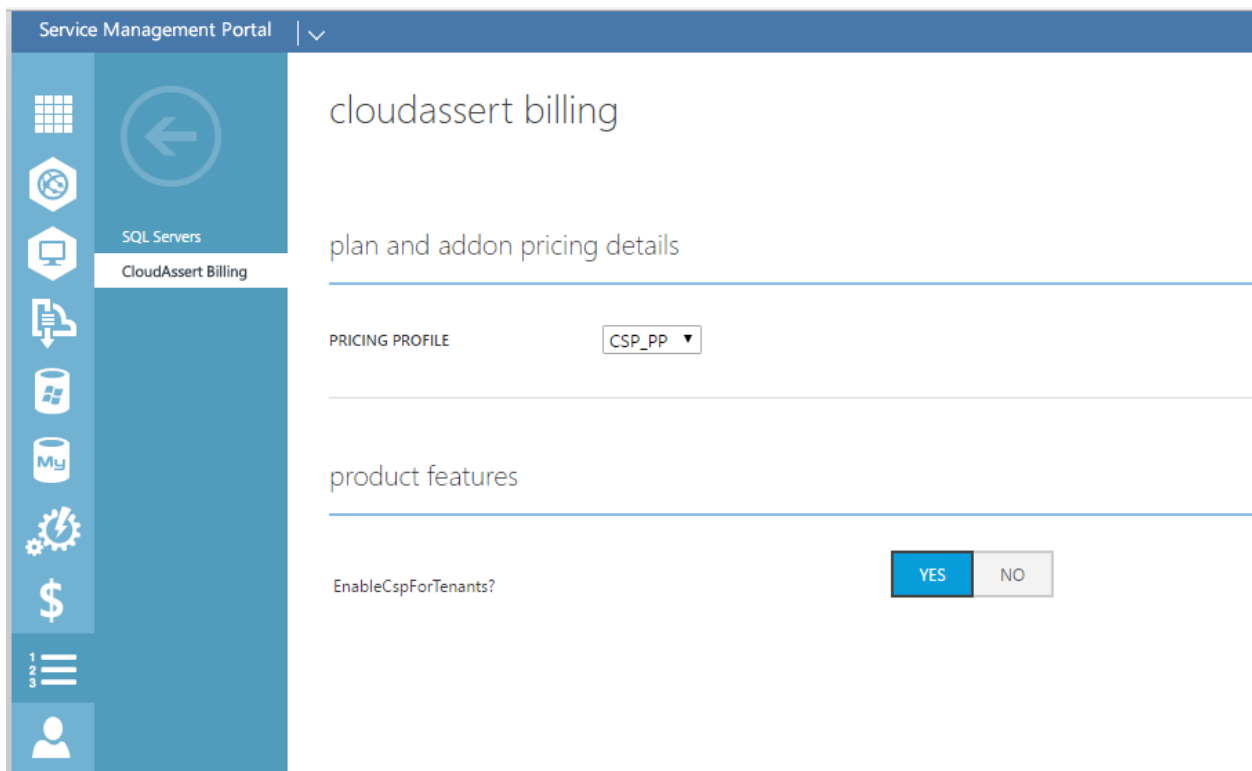 Service Management Portal
cloudassert billing
SQL Servers
CloudAssert Billing
plan and addon pricing details
PRICING PROFILE CSP_PP
product features
EnableCspForTenants? YES NO
My
$
1
2
3